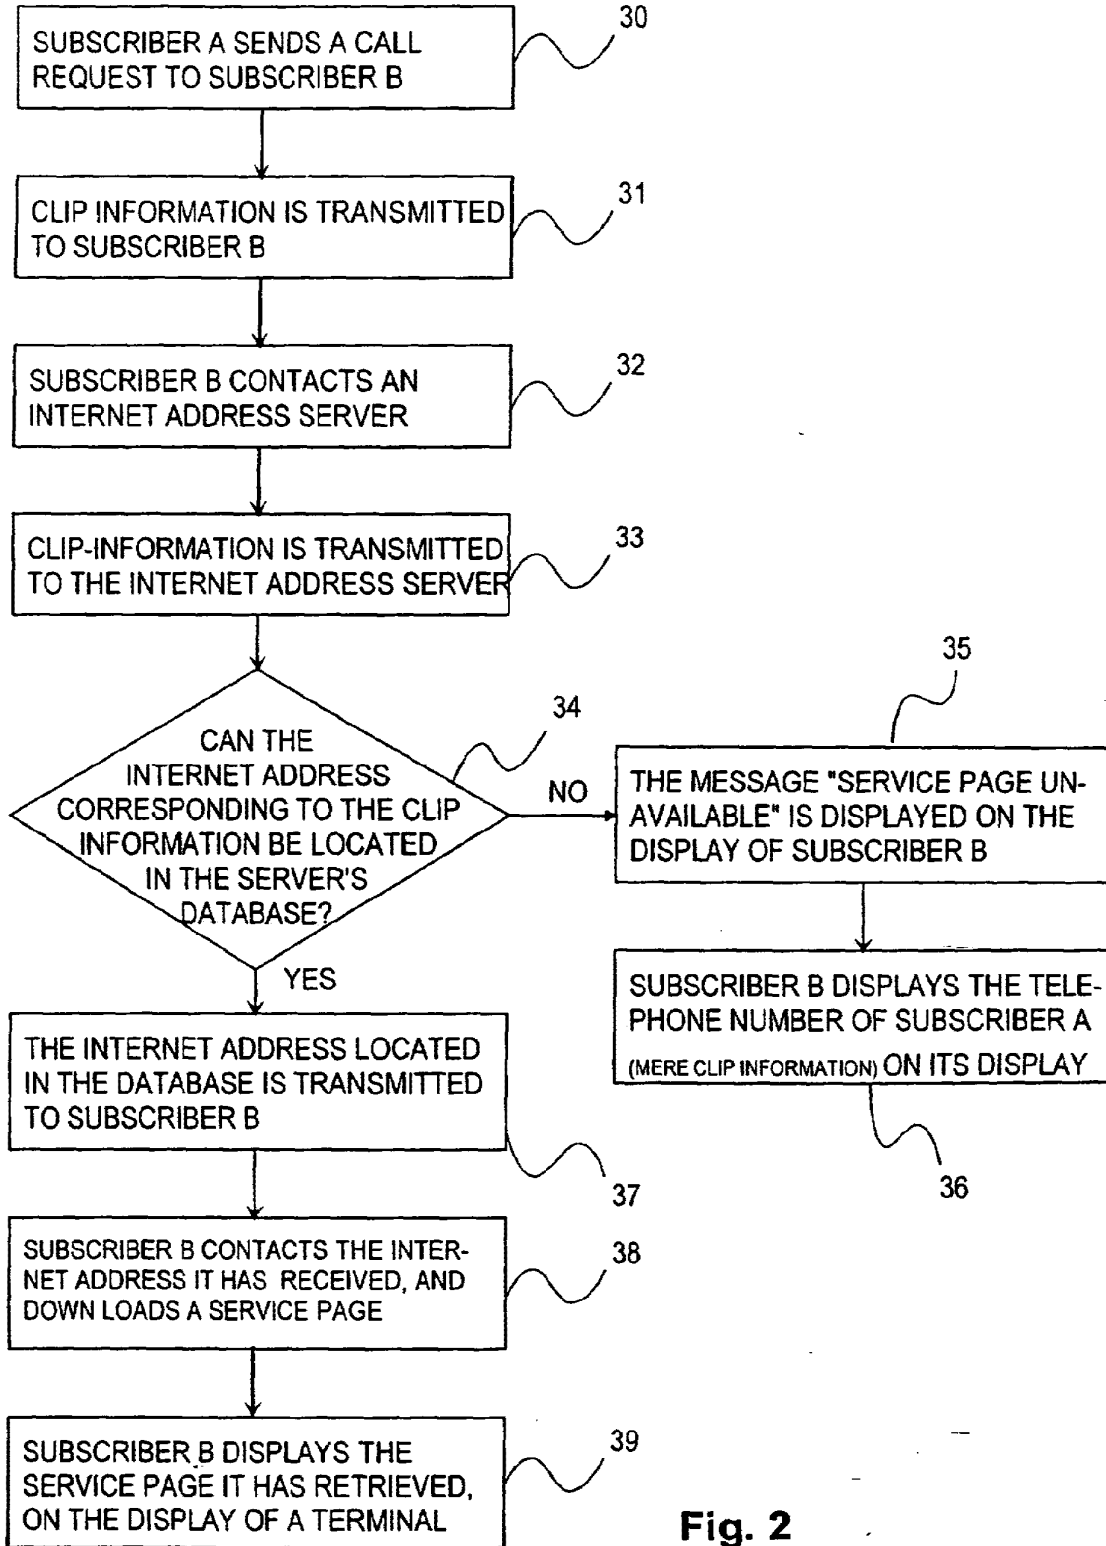 30
SUBSCRIBER A SENDS A CALL
REQUEST TO SUBSCRIBER B
31
CLIP INFORMATION IS TRANSMITTED
TO SUBSCRIBER B
32
SUBSCRIBER B CONTACTS AN
INTERNET ADDRESS SERVER
33
CLIP-INFORMATION IS TRANSMITTED
TO THE INTERNET ADDRESS SERVER
34
CAN THE
INTERNET ADDRESS
CORRESPONDING TO THE CLIP
INFORMATION BE LOCATED
IN THE SERVER'S
DATABASE?
NO
35
THE MESSAGE "SERVICE PAGE UN-
AVAILABLE" IS DISPLAYED ON THE
DISPLAY OF SUBSCRIBER B
SUBSCRIBER B DISPLAYS THE TELE-
PHONE NUMBER OF SUBSCRIBER A
(MERE CLIP INFORMATION) ON ITS DISPLAY
36
YES
THE INTERNET ADDRESS LOCATED
IN THE DATABASE IS TRANSMITTED
TO SUBSCRIBER B
37
SUBSCRIBER B CONTACTS THE INTER-
NET ADDRESS IT HAS RECEIVED, AND
DOWN LOADS A SERVICE PAGE
38
SUBSCRIBER B DISPLAYS THE
SERVICE PAGE IT HAS RETRIEVED,
ON THE DISPLAY OF A TERMINAL
39
Fig. 2